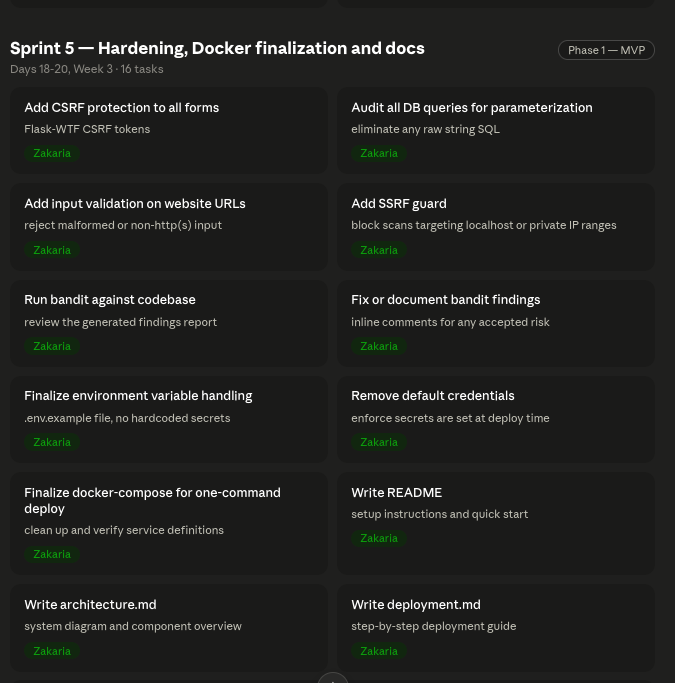 Sprint 5 — Hardening, Docker finalization and docs
Phase 1 — MVP
Days 18-20, Week 3 · 16 tasks
Add CSRF protection to all forms
Flask-WTF CSRF tokens
Zakaria
Audit all DB queries for parameterization
eliminate any raw string SQL
Zakaria
Add input validation on website URLs
reject malformed or non-http(s) input
Zakaria
Add SSRF guard
block scans targeting localhost or private IP ranges
Zakaria
Run bandit against codebase
review the generated findings report
Zakaria
Fix or document bandit findings
inline comments for any accepted risk
Zakaria
Finalize environment variable handling
.env.example file, no hardcoded secrets
Zakaria
Remove default credentials
enforce secrets are set at deploy time
Zakaria
Finalize docker-compose for one-command
deploy
clean up and verify service definitions
Zakaria
Write README
setup instructions and quick start
Zakaria
Write architecture.md
system diagram and component overview
Zakaria
Write deployment.md
step-by-step deployment guide
Zakaria